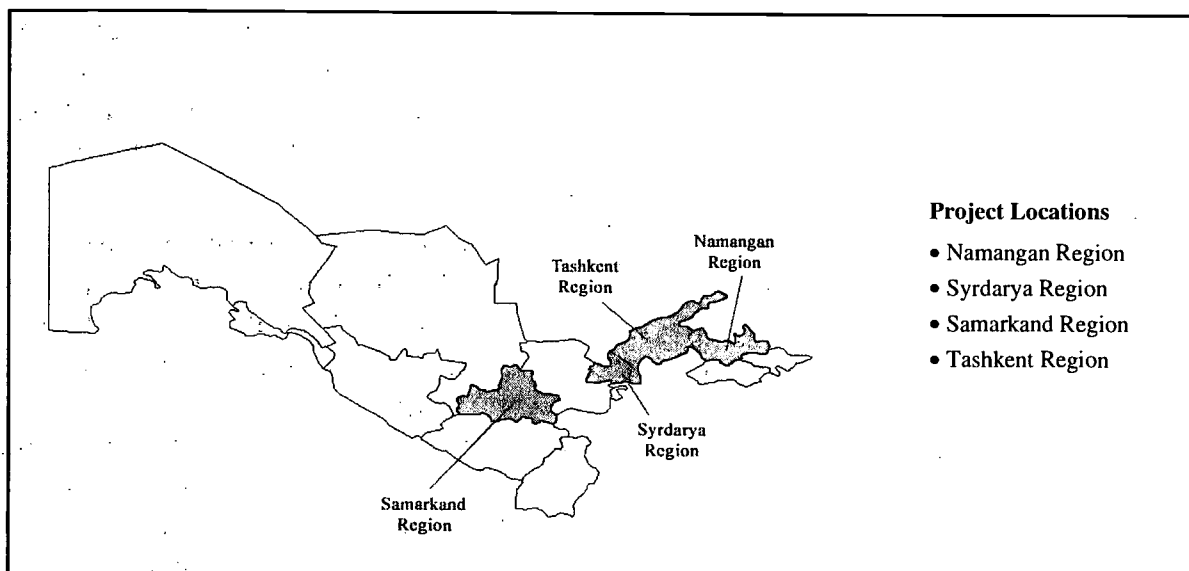 Project Locations
• Namangan Region
• Syrdarya Region
• Samarkand Region
• Tashkent Region
Namangan
Region
Tashkent
Region
Syrdarya
Region
Samarkand
Region